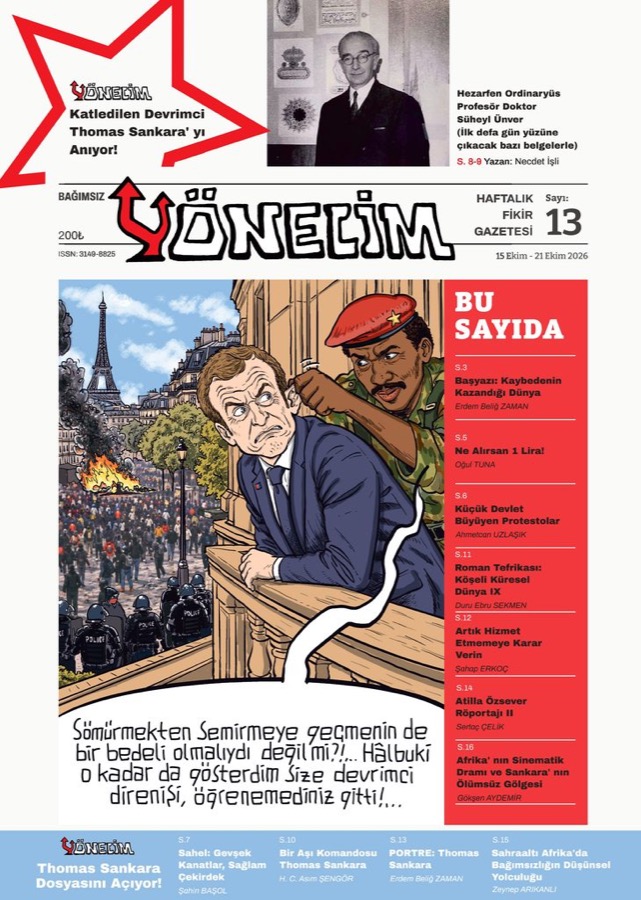 YÖNELİM
Katledilen Devrimci
Thomas Sankara' yı
Anıyor!
Hezarfen Ordinaryüs
Profesör Doktor
Süheyl Ünver
(İlk defa gün yüzüne
çıkacak bazı belgelerle)
S. 8-9 Yazan: Necdet İşli
BAĞIMSIZ
200₺
ISSN: 3149-8825
YÖNELİM
HAFTALIK
FİKİR
GAZETESİ
Sayı:
13
15 Ekim - 21 Ekim 2026
BU
SAYIDA
S.3
Başyazı: Kaybedenin
Kazandığı Dünya
Erdem Beliğ ZAMAN
S.5
Ne Alırsan 1 Lira!
Oğul TUNA
S.6
Küçük Devlet
Büyüyen Protestolar
Ahmetcan UZLAŞIK
S.11
Roman Tefrikası:
Köşeli Küresel
Dünya IX
Duru Ebru SEKMEN
S.12
Artık Hizmet
Etmemeye Karar
Verin
Şahap ERKOÇ
S.14
Atilla Özsever
Röportajı II
Sertaç ÇELİK
S.16
Afrika' nın Sinematik
Dramı ve Sankara' nın
Ölümsüz Gölgesi
Gökşen AYDEMİR
POLICE
POLICE
Sömürmekten Semirmeye geçmenin de
bir bedeli olmalıydı değil mi?!... Hâlbuki
o kadar da gösterdim size devrimci
direnişi, öğrenemediniz gitti!...
YÖNELİM
Thomas Sankara
Dosyasını Açıyor!
S.7
Sahel: Gevşek
Kanatlar, Sağlam
Çekirdek
Şahin BAŞOL
S.10
Bir Aşı Komandosu
Thomas Sankara
H. C. Asım ŞENGÖR
S.13
PORTRE: Thomas
Sankara
Erdem Beliğ ZAMAN
S.15
Sahraaltı Afrika'da
Bağımsızlığın Düşünsel
Yolculuğu
Zeynep ARIKANLI